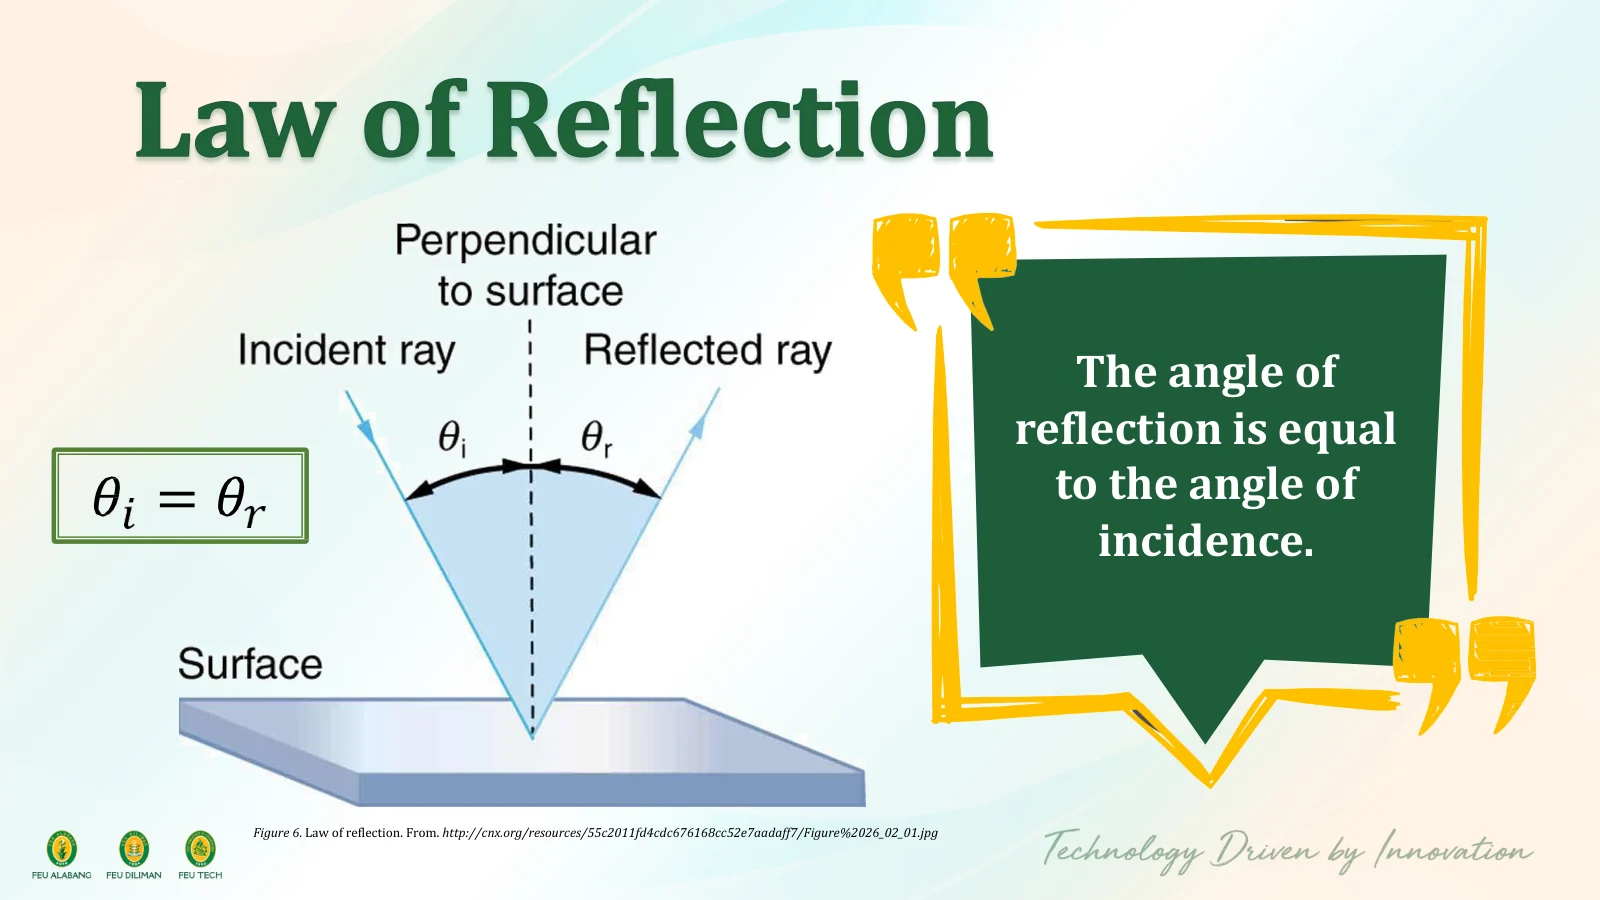 Law of Reflection
Perpendicular
to surface
Incident ray
Reflected ray
θi
θr
θi = θr
Surface
The angle of
reflection is equal
to the angle of
incidence.
Figure 6. Law of reflection. From. http://cnx.org/resources/55c2011fd4cdc676168cc52e7aadaff7/Figure%2026_02_01.jpg
FEU ALABANG
FEU DILIMAN
FEU TECH
Technology Driven by Innovation